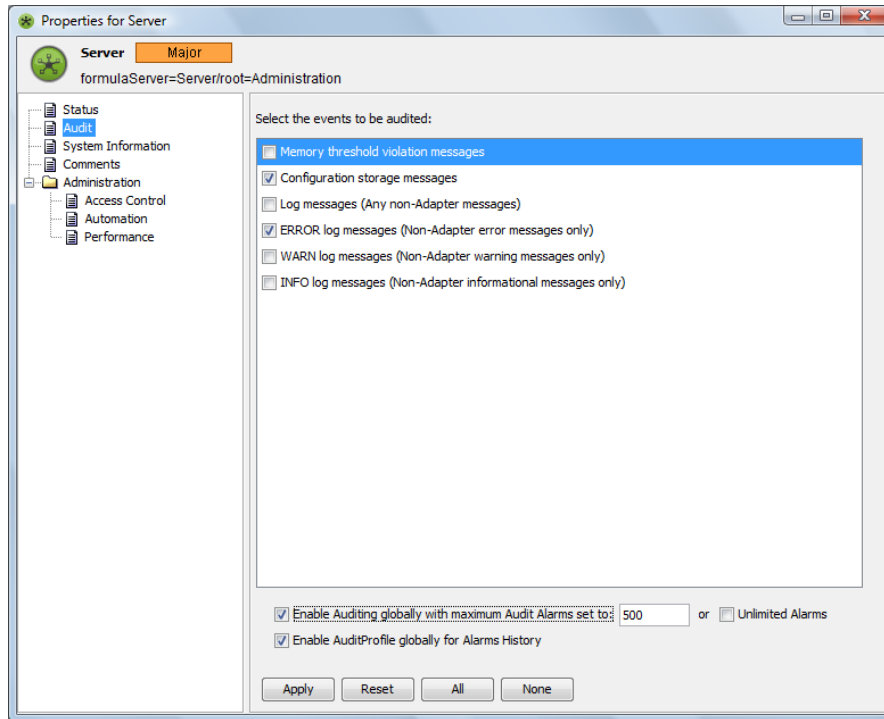 Properties for Server
Server Major
formulaServer=Server/root=Administration
Status
Audit
System Information
Comments
Administration
Access Control
Automation
Performance
Select the events to be audited:
Memory threshold violation messages
Configuration storage messages
Log messages (Any non-Adapter messages)
ERROR log messages (Non-Adapter error messages only)
WARN log messages (Non-Adapter warning messages only)
INFO log messages (Non-Adapter informational messages only)
Enable Auditing globally with maximum Audit Alarms set to: 500 or Unlimited Alarms
Enable AuditProfile globally for Alarms History
Apply Reset All None